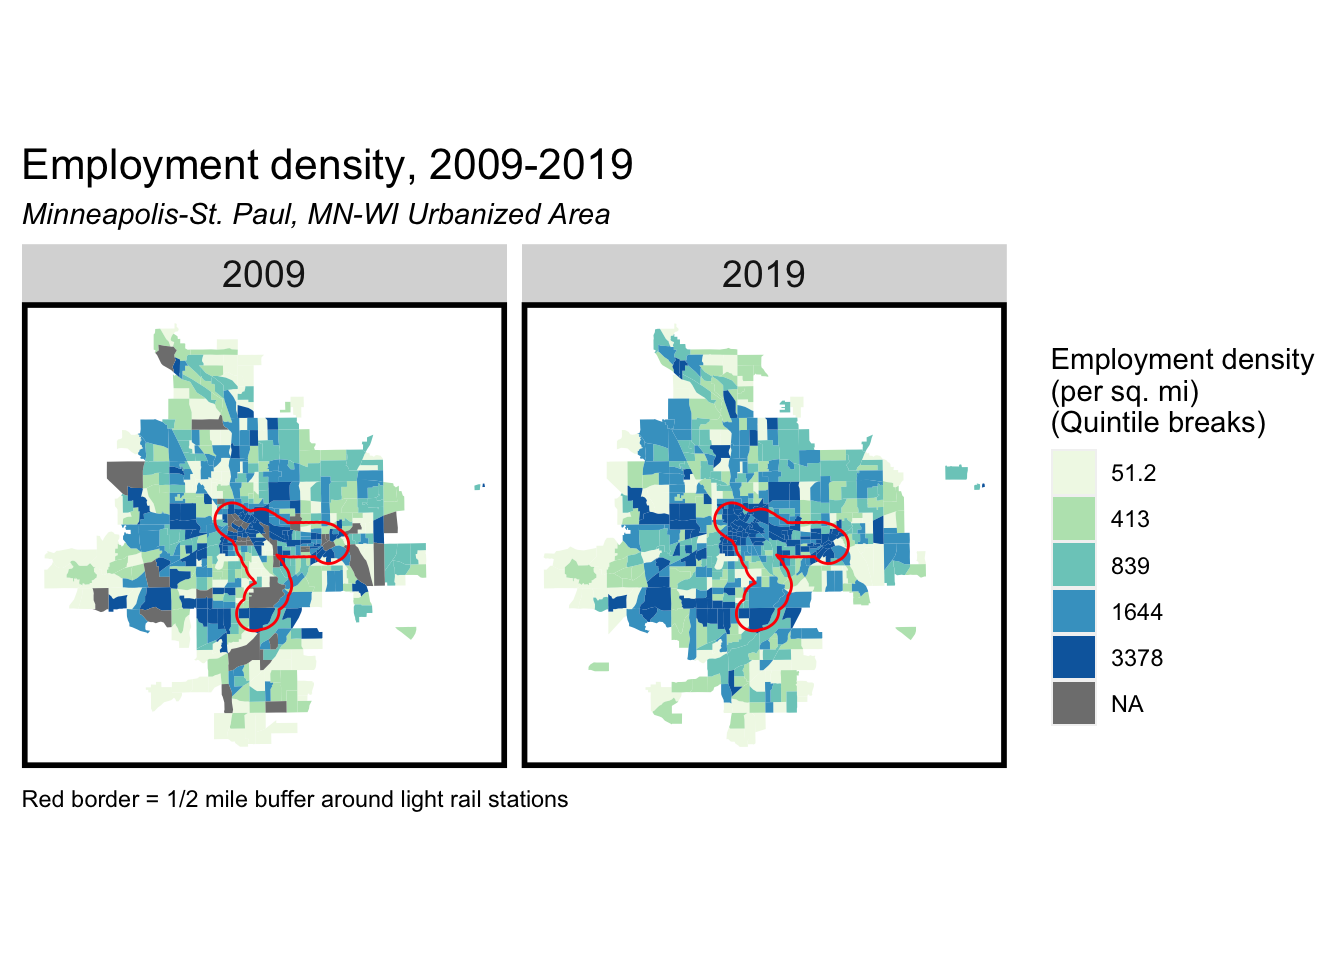 Employment density, 2009-2019
Minneapolis-St. Paul, MN-WI Urbanized Area
2009
2019
Employment density
(per sq. mi)
(Quintile breaks)
51.2
413
839
1644
3378
NA
Red border = 1/2 mile buffer around light rail stations